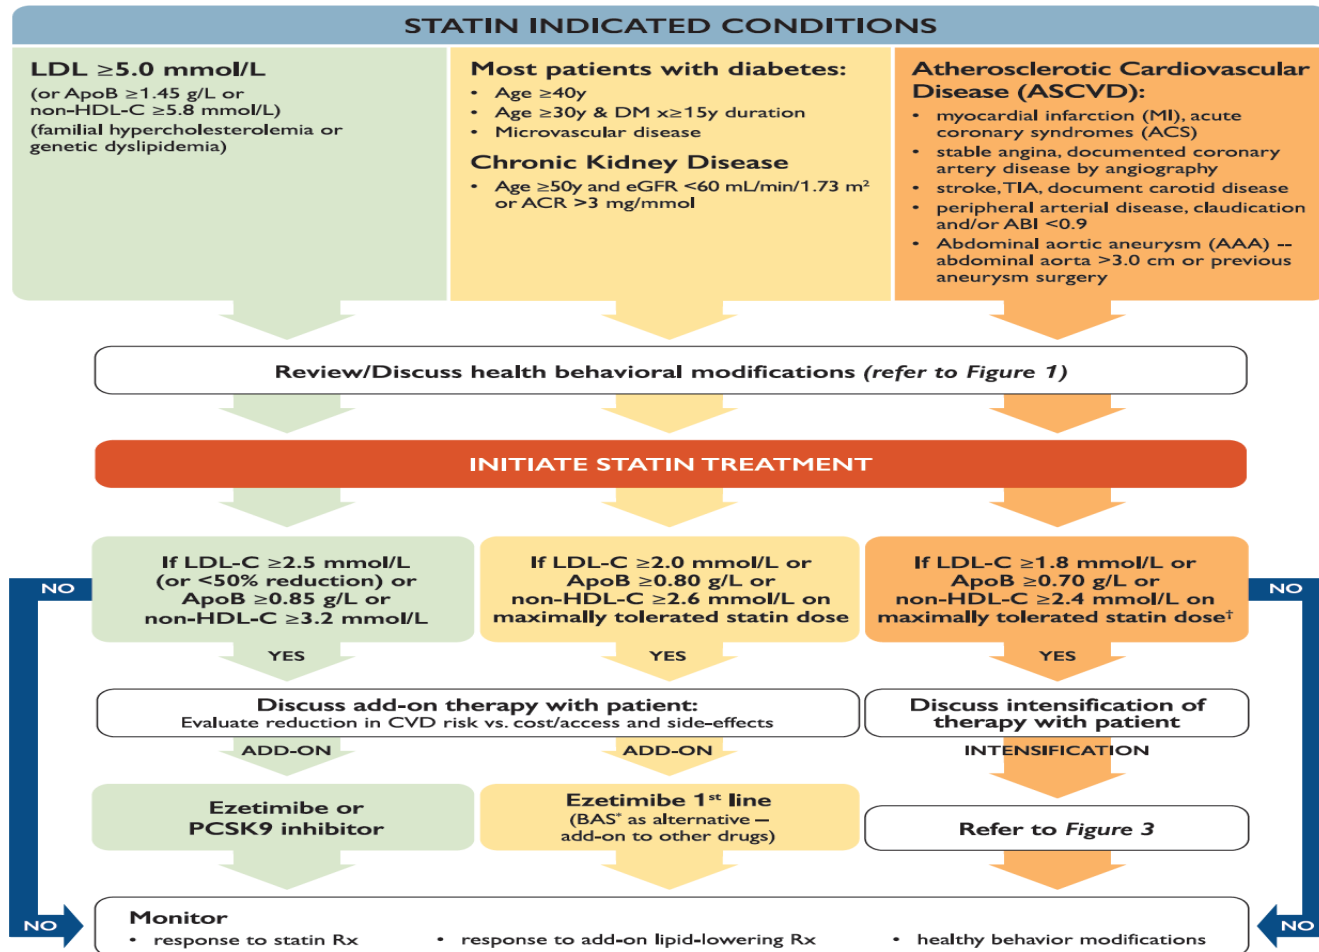 STATIN INDICATED CONDITIONS
LDL ≥5.0 mmol/L
(or ApoB ≥1.45 g/L or
non-HDL-C ≥5.8 mmol/L)
(familial hypercholesterolemia or
genetic dyslipidemia)
Most patients with diabetes:
• Age ≥40y
• Age ≥30y & DM x≥15y duration
• Microvascular disease
Chronic Kidney Disease
• Age ≥50y and eGFR <60 mL/min/1.73 m²
or ACR >3 mg/mmol
Atherosclerotic Cardiovascular
Disease (ASCVD):
• myocardial infarction (MI), acute
coronary syndromes (ACS)
• stable angina, documented coronary
artery disease by angiography
• stroke, TIA, document carotid disease
• peripheral arterial disease, claudication
and/or ABI <0.9
• Abdominal aortic aneurysm (AAA) --
abdominal aorta >3.0 cm or previous
aneurysm surgery
Review/Discuss health behavioral modifications (refer to Figure 1)
INITIATE STATIN TREATMENT
If LDL-C ≥2.5 mmol/L
(or <50% reduction) or
ApoB ≥0.85 g/L or
non-HDL-C ≥3.2 mmol/L
If LDL-C ≥2.0 mmol/L or
ApoB ≥0.80 g/L or
non-HDL-C ≥2.6 mmol/L on
maximally tolerated statin dose
If LDL-C ≥1.8 mmol/L or
ApoB ≥0.70 g/L or
non-HDL-C ≥2.4 mmol/L on
maximally tolerated statin dose†
NO
NO
YES
YES
YES
Discuss add-on therapy with patient:
Evaluate reduction in CVD risk vs. cost/access and side-effects
Discuss intensification of
therapy with patient
ADD-ON
ADD-ON
INTENSIFICATION
Ezetimibe or
PCSK9 inhibitor
Ezetimibe 1st line
(BAS* as alternative –
add-on to other drugs)
Refer to Figure 3
NO
NO
Monitor
• response to statin Rx
• response to add-on lipid-lowering Rx
• healthy behavior modifications